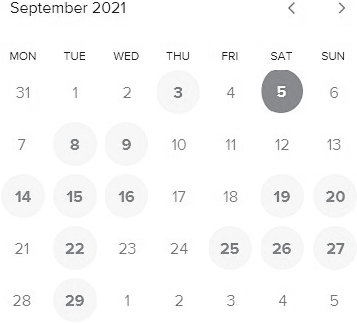 September 2021
MON TUE WED THU FRI SAT SUN
31 1 2 3 4 5 6
7 8 9 10 11 12 13
14 15 16 17 18 19 20
21 22 23 24 25 26 27
28 29 1 2 3 4 5